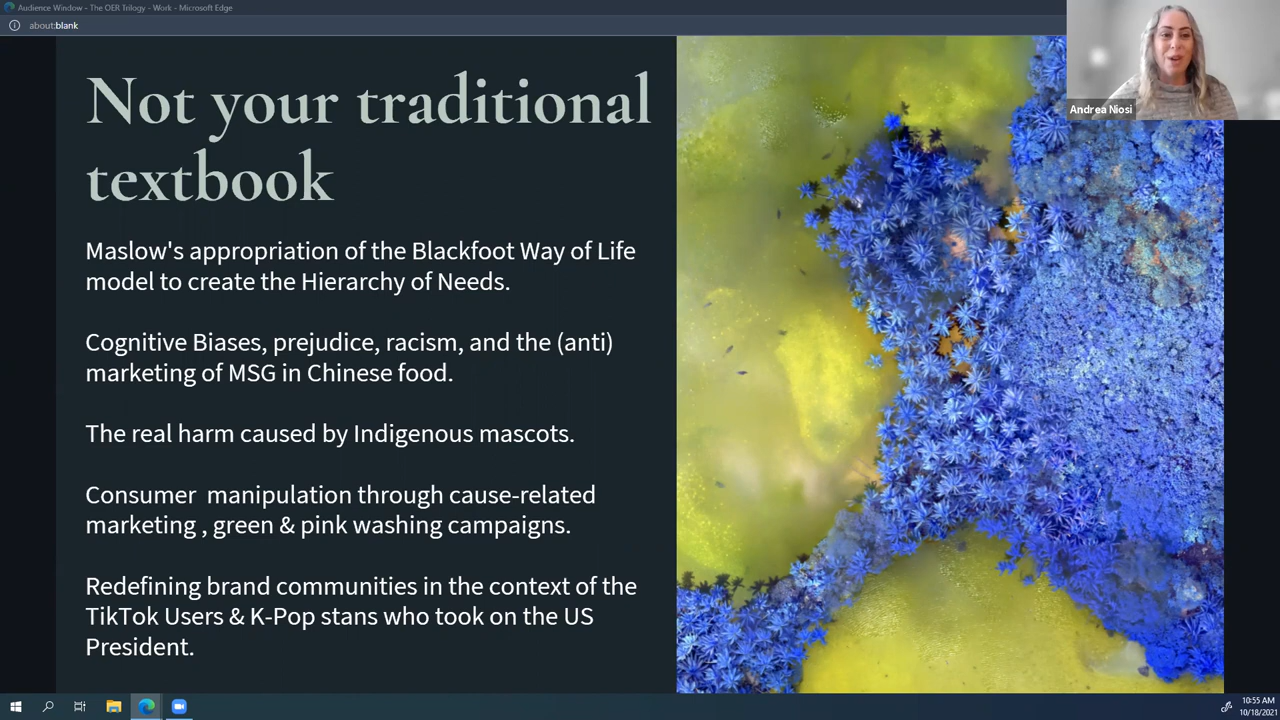 Audience Window - The OER Trilogy - Work - Microsoft Edge
about:blank
Andrea Niosi
Not your traditional
textbook
Maslow's appropriation of the Blackfoot Way of Life
model to create the Hierarchy of Needs.
Cognitive Biases, prejudice, racism, and the (anti)
marketing of MSG in Chinese food.
The real harm caused by Indigenous mascots.
Consumer  manipulation through cause-related
marketing , green & pink washing campaigns.
Redefining brand communities in the context of the
TikTok Users & K-Pop stans who took on the US
President.
10:55 AM
10/18/2021